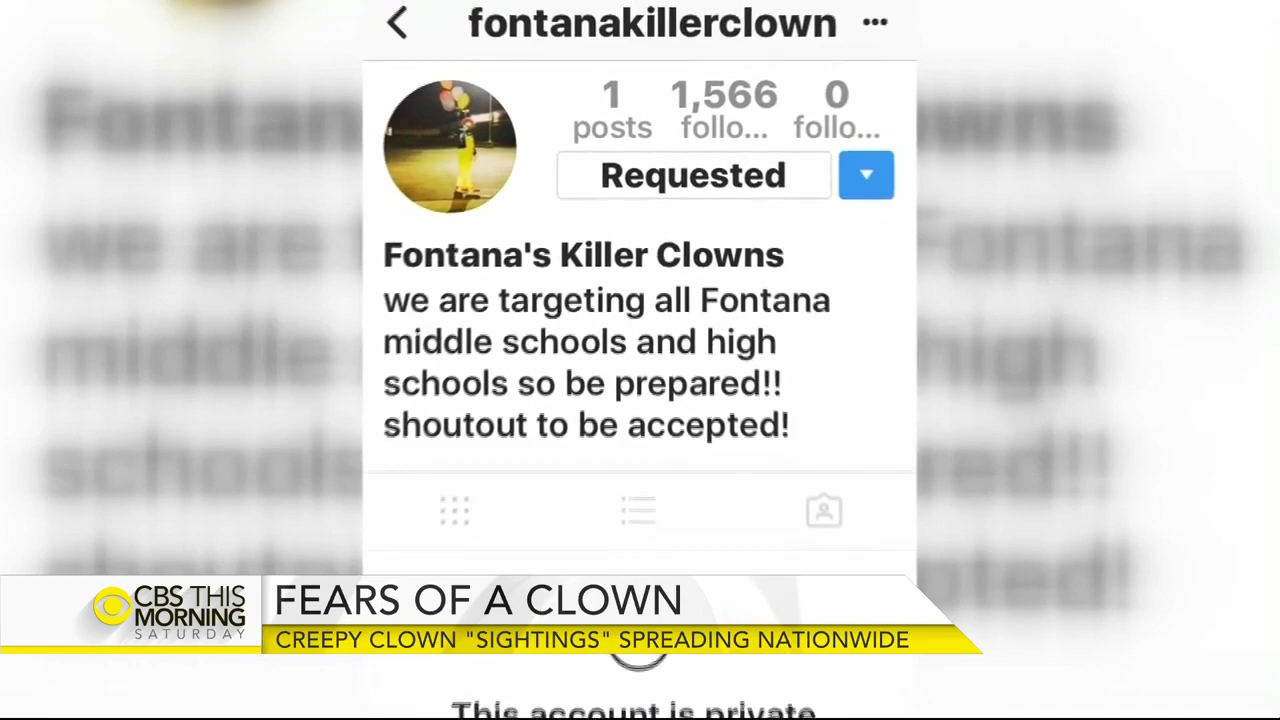 fontanakillerclown
1 1,566 0
posts follo... follo...
Requested
Fontana's Killer Clowns
we are targeting all Fontana
middle schools and high
schools so be prepared!!
shoutout to be accepted!
CBS THIS
MORNING
SATURDAY
FEARS OF A CLOWN
CREEPY CLOWN "SIGHTINGS" SPREADING NATIONWIDE
This account is private